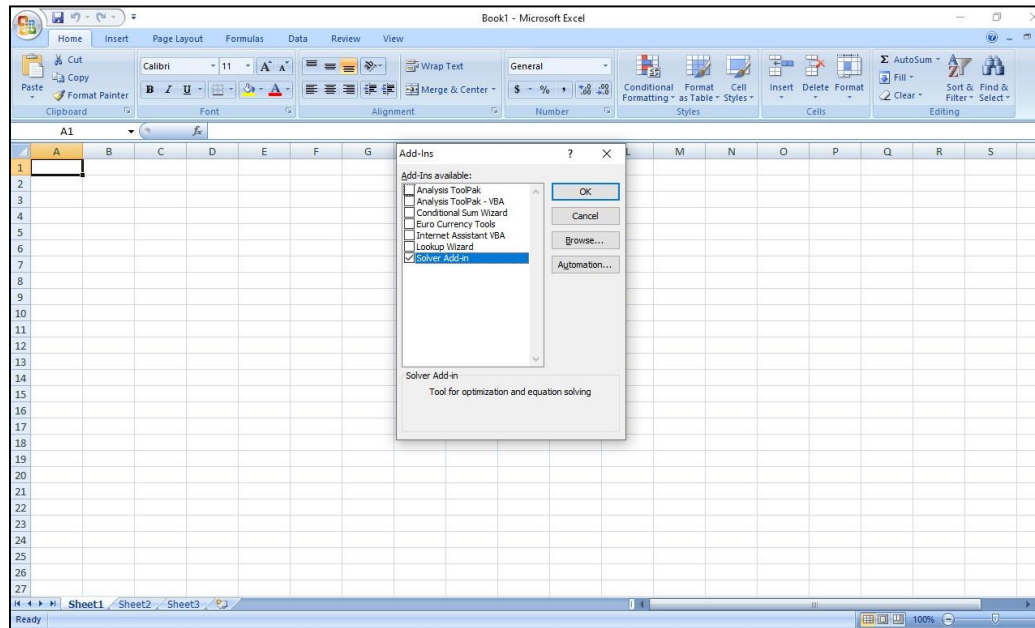 Book1 - Microsoft Excel
Home Insert Page Layout Formulas Data Review View
Cut
Copy
Format Painter
Paste
Clipboard
Calibri 11 A A
B I U A
Font
Wrap Text
Merge & Center
Alignment
General
$ % , .0 .00 .00 .0
Number
Conditional Formatting
Format as Table
Cell Styles
Styles
Insert Delete Format
Cells
Σ AutoSum
Fill
Clear
Sort & Filter
Find & Select
Editing
A1 fx
A B C D E F G L M N O P Q R S
1
2
3
4
5
6
7
8
9
10
11
12
13
14
15
16
17
18
19
20
21
22
23
24
25
26
27
Add-Ins ?
Add-Ins available:
Analysis ToolPak
Analysis ToolPak - VBA
Conditional Sum Wizard
Euro Currency Tools
Internet Assistant VBA
Lookup Wizard
Solver Add-in
OK
Cancel
Browse...
Automation...
Solver Add-in
Tool for optimization and equation solving
Sheet1 Sheet2 Sheet3
Ready 100%